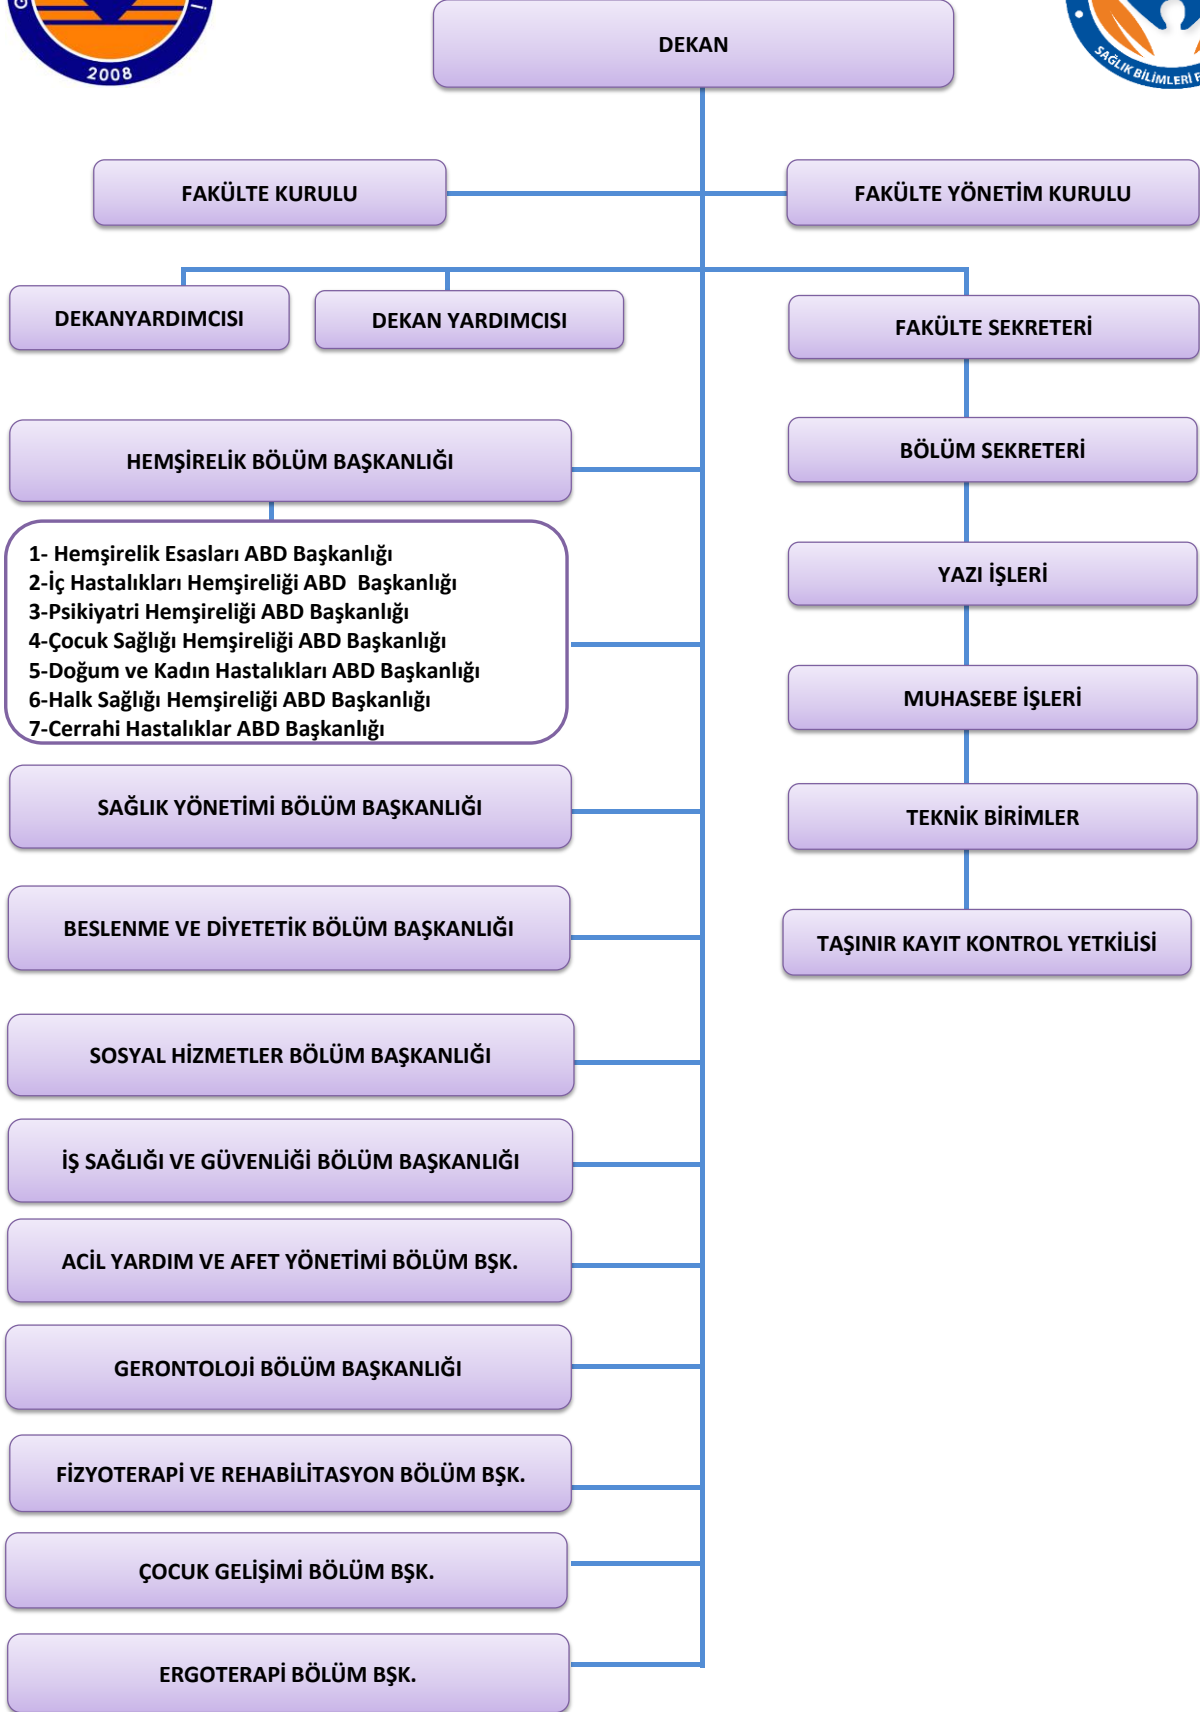 2008
SAĞLIK BİLİMLERİ
DEKAN
FAKÜLTE KURULU
FAKÜLTE YÖNETİM KURULU
DEKANYARDIMCISI
DEKAN YARDIMCISI
FAKÜLTE SEKRETERİ
HEMŞİRELİK BÖLÜM BAŞKANLIĞI
BÖLÜM SEKRETERİ
1- Hemşirelik Esasları ABD Başkanlığı
2-İç Hastalıkları Hemşireliği ABD  Başkanlığı
3-Psikiyatri Hemşireliği ABD Başkanlığı
4-Çocuk Sağlığı Hemşireliği ABD Başkanlığı
5-Doğum ve Kadın Hastalıkları ABD Başkanlığı
6-Halk Sağlığı Hemşireliği ABD Başkanlığı
7-Cerrahi Hastalıklar ABD Başkanlığı
YAZI İŞLERİ
MUHASEBE İŞLERİ
SAĞLIK YÖNETİMİ BÖLÜM BAŞKANLIĞI
TEKNİK BİRİMLER
BESLENME VE DİYETETİK BÖLÜM BAŞKANLIĞI
TAŞINIR KAYIT KONTROL YETKİLİSİ
SOSYAL HİZMETLER BÖLÜM BAŞKANLIĞI
İŞ SAĞLIĞI VE GÜVENLİĞİ BÖLÜM BAŞKANLIĞI
ACİL YARDIM VE AFET YÖNETİMİ BÖLÜM BŞK.
GERONTOLOJİ BÖLÜM BAŞKANLIĞI
FİZYOTERAPİ VE REHABİLİTASYON BÖLÜM BŞK.
ÇOCUK GELİŞİMİ BÖLÜM BŞK.
ERGOTERAPİ BÖLÜM BŞK.